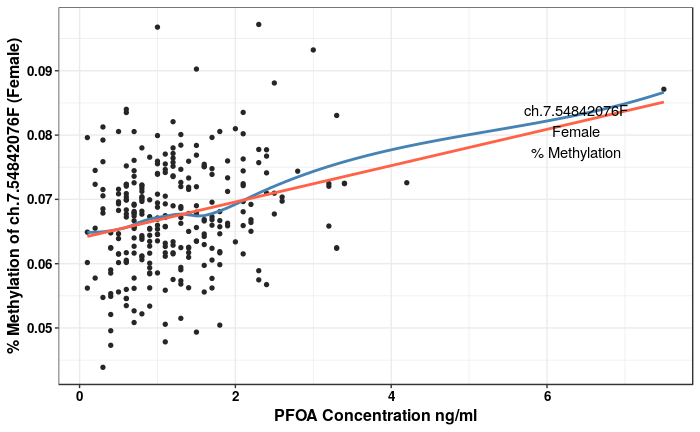 % Methylation of ch.7.54842076F (Female)
0.09
0.08
0.07
0.06
0.05
ch.7.54842076F
Female
% Methylation
0 2 4 6
PFOA Concentration ng/ml